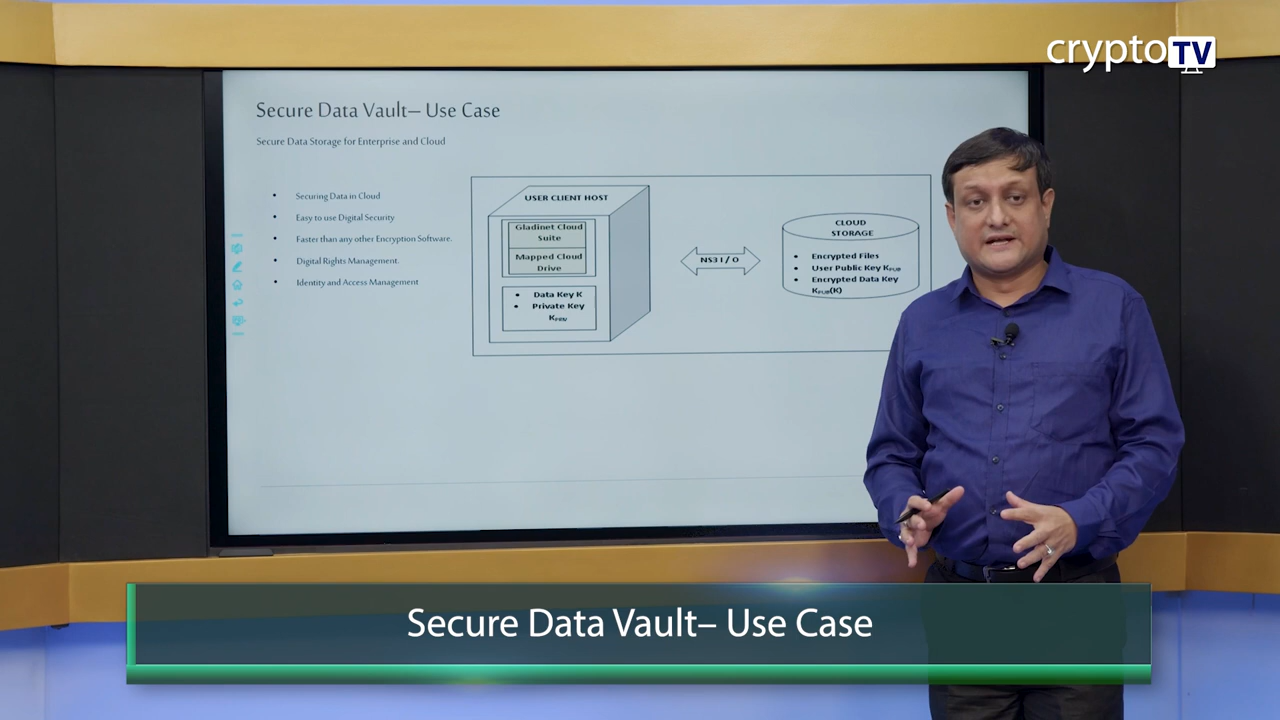 cryptoTV
Secure Data Vault– Use Case
Secure Data Storage for Enterprise and Cloud
• Securing Data in Cloud
• Easy to use Digital Security
• Faster than any other Encryption Software.
• Digital Rights Management.
• Identity and Access Management
USER CLIENT HOST
Gladinet Cloud
Suite
Mapped Cloud
Drive
• Data Key K
• Private Key
KPRIV
NS3 I / O
CLOUD
STORAGE
• Encrypted Files
• User Public Key KPUB
• Encrypted Data Key
KPUB(K)
Secure Data Vault– Use Case